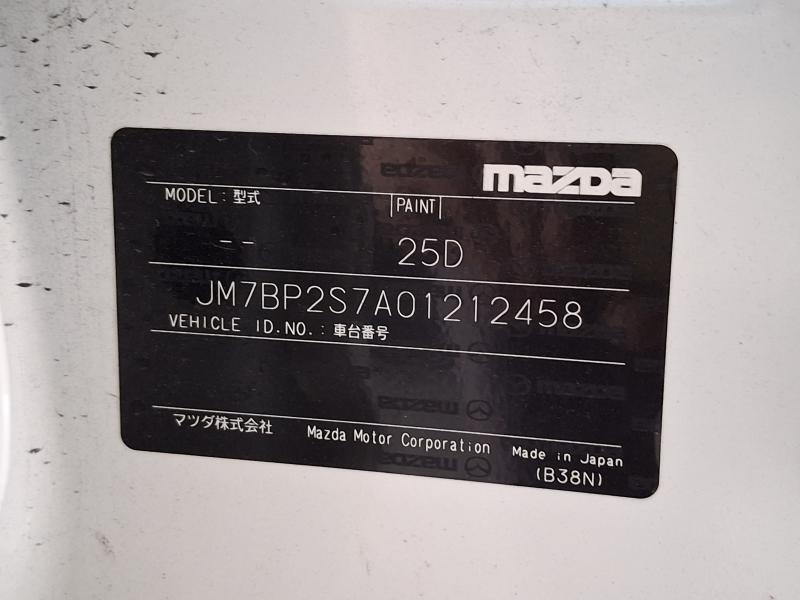 mazda
MODEL: 型式 PAINT
-- 25D
JM7BP2S7A01212458
VEHICLE ID.NO.: 車台番号
マツダ株式会社 Mazda Motor Corporation Made in Japan
(B38N)